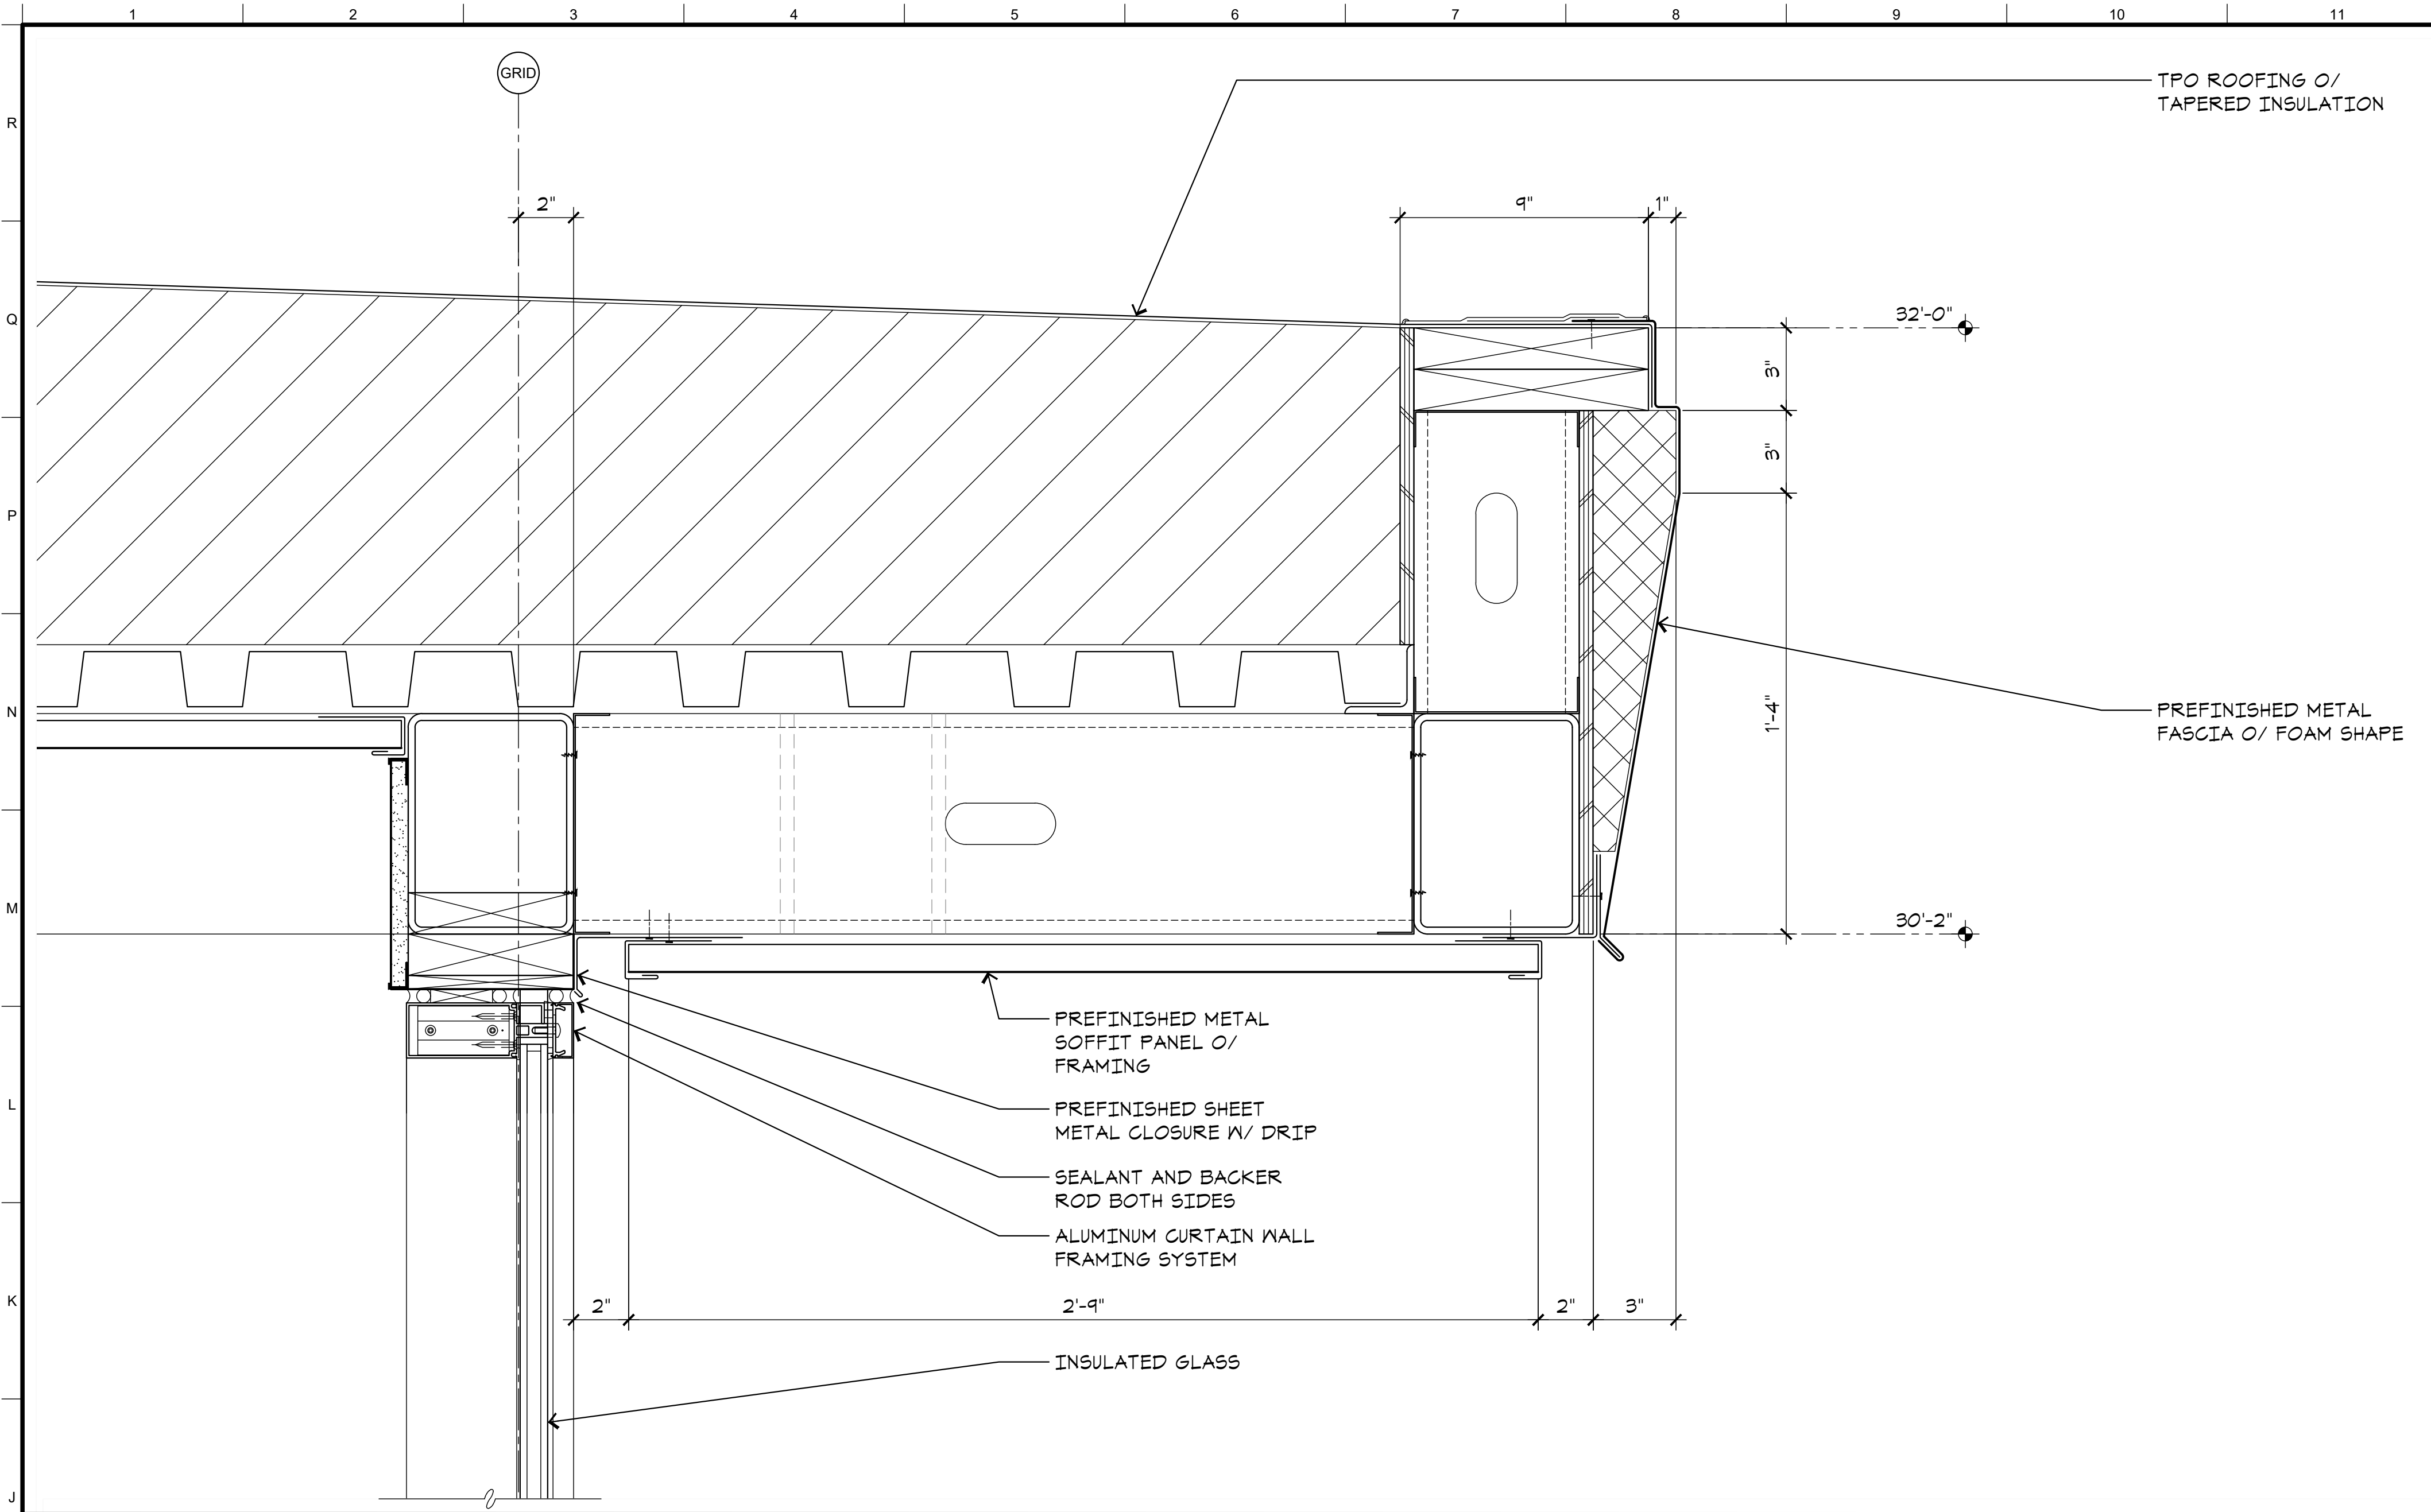 1 2 3 4 5 6 7 8 9 10 11
GRID
TPO ROOFING O/
TAPERED INSULATION
R
2"
9"
1"
Q
32'-0"
3"
3"
P
1'-4"
N
PREFINISHED METAL
FASCIA O/ FOAM SHAPE
M
30'-2"
PREFINISHED METAL
SOFFIT PANEL O/
FRAMING
L
PREFINISHED SHEET
METAL CLOSURE W/ DRIP
SEALANT AND BACKER
ROD BOTH SIDES
ALUMINUM CURTAIN WALL
FRAMING SYSTEM
K
2"
2'-9"
2"
3"
INSULATED GLASS
J